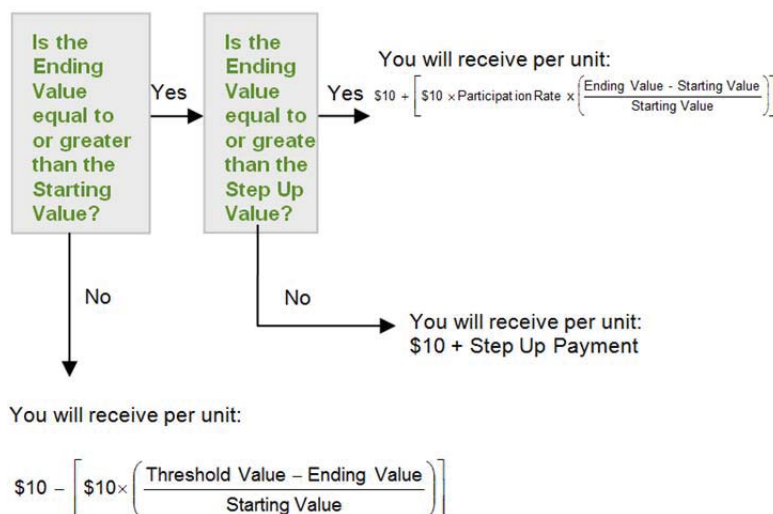 Is the
Ending
Value
equal to
or greater
than the
Starting
Value?
Yes
Is the
Ending
Value
equal to
or greate
than the
Step Up
Value?
Yes
You will receive per unit:
$10 + [$10 × Participation Rate x (Ending Value - Starting Value / Starting Value)]
No
No
You will receive per unit:
$10 + Step Up Payment
You will receive per unit:
$10 – [$10× (Threshold Value – Ending Value / Starting Value)]